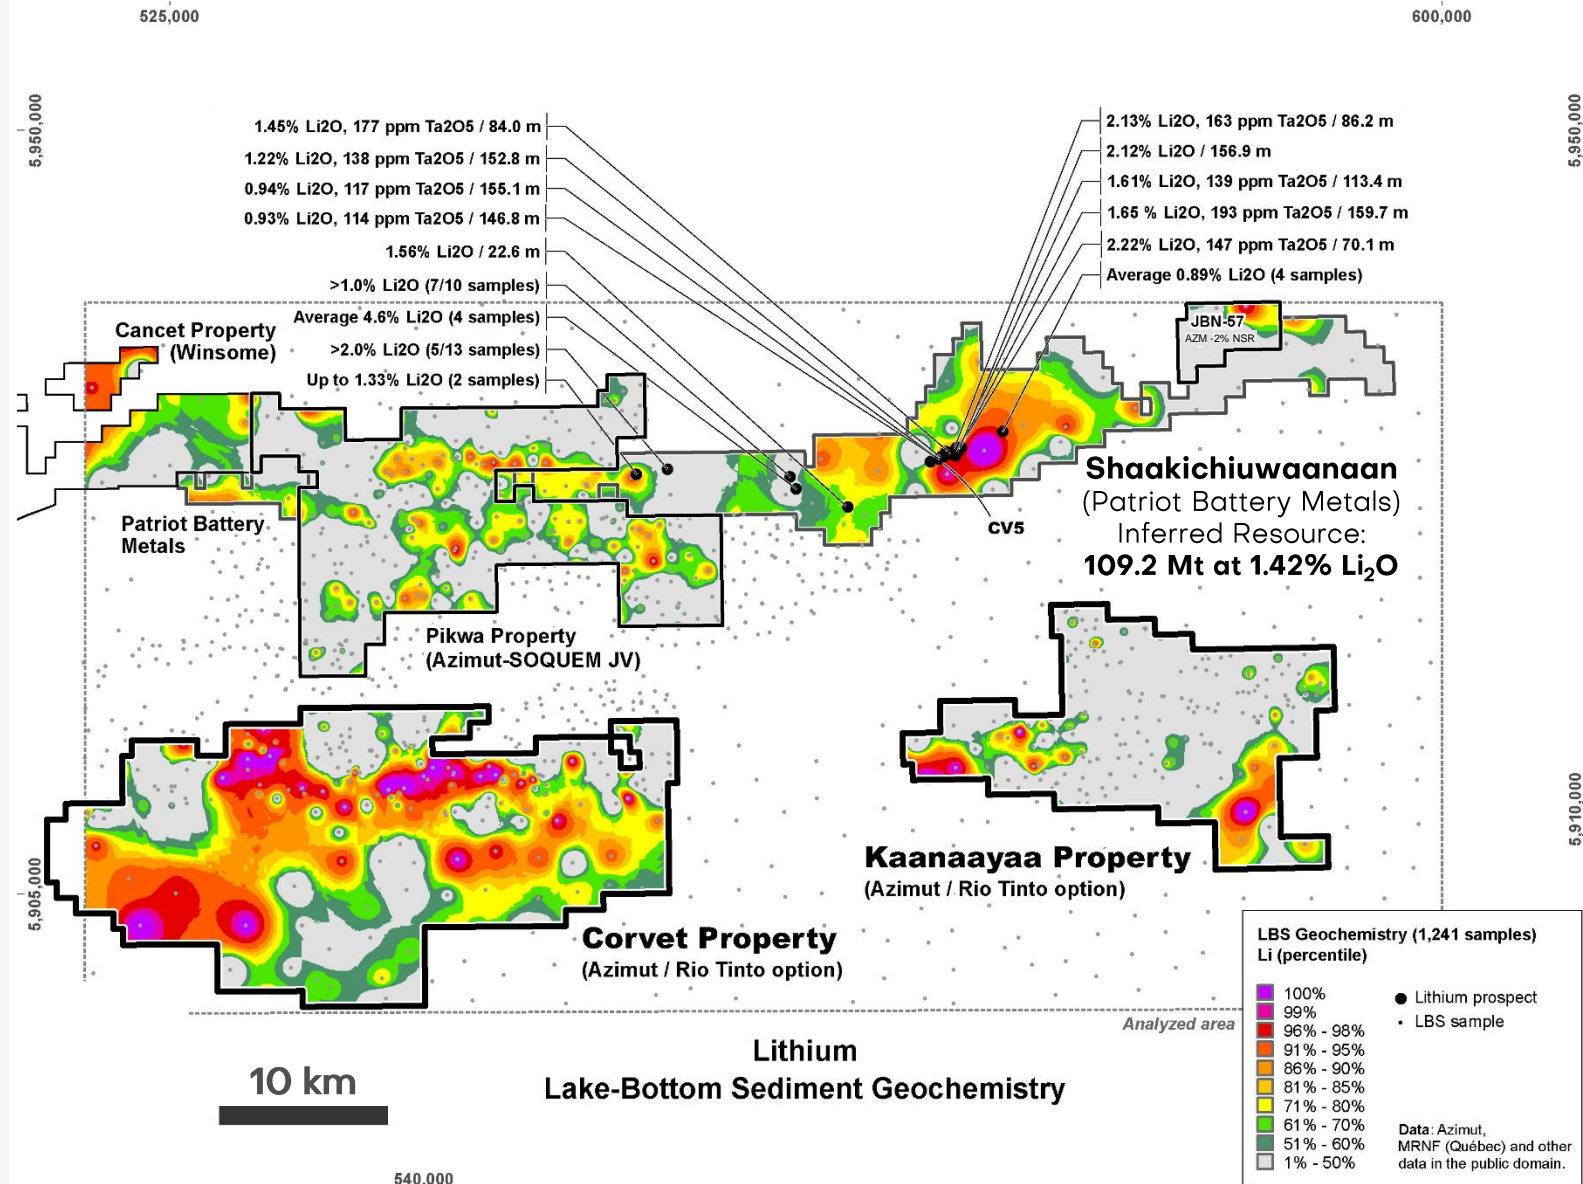 525,000
600,000
5,950,000
5,950,000
1.45% Li2O, 177 ppm Ta2O5 / 84.0 m
1.22% Li2O, 138 ppm Ta2O5 / 152.8 m
0.94% Li2O, 117 ppm Ta2O5 / 155.1 m
0.93% Li2O, 114 ppm Ta2O5 / 146.8 m
1.56% Li2O / 22.6 m
>1.0% Li2O (7/10 samples)
Average 4.6% Li2O (4 samples)
>2.0% Li2O (5/13 samples)
Up to 1.33% Li2O (2 samples)
2.13% Li2O, 163 ppm Ta2O5 / 86.2 m
2.12% Li2O / 156.9 m
1.61% Li2O, 139 ppm Ta2O5 / 113.4 m
1.65 % Li2O, 193 ppm Ta2O5 / 159.7 m
2.22% Li2O, 147 ppm Ta2O5 / 70.1 m
Average 0.89% Li2O (4 samples)
Cancet Property
(Winsome)
JBN-57
AZM -2% NSR
Patriot Battery
Metals
CV5
Shaakichiuwaanaan
(Patriot Battery Metals)
Inferred Resource:
109.2 Mt at 1.42% Li₂O
Pikwa Property
(Azimut-SOQUEM JV)
Kaanaayaa Property
(Azimut / Rio Tinto option)
Corvet Property
(Azimut / Rio Tinto option)
5,905,000
5,910,000
Analyzed area
Lithium
Lake-Bottom Sediment Geochemistry
10 km
540,000
LBS Geochemistry (1,241 samples)
Li (percentile)
100%
99%
96% - 98%
91% - 95%
86% - 90%
81% - 85%
71% - 80%
61% - 70%
51% - 60%
1% - 50%
Lithium prospect
LBS sample
Data: Azimut,
MRNF (Québec) and other
data in the public domain.